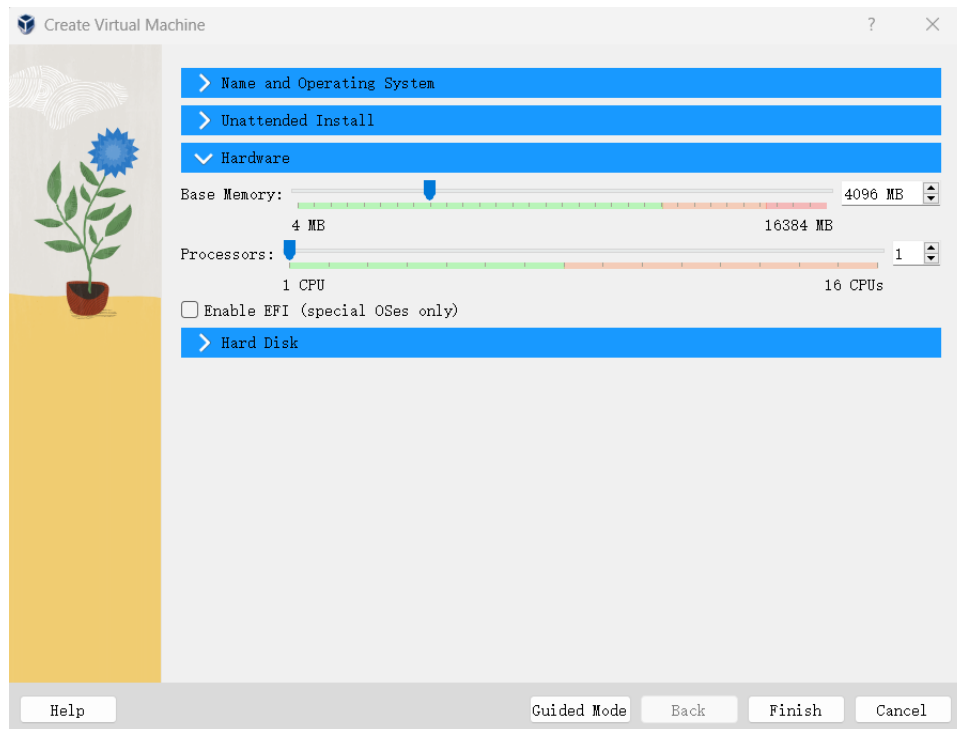 Create Virtual Machine ?
Name and Operating System
Unattended Install
Hardware
Base Memory: 4096 MB
4 MB 16384 MB
Processors: 1
1 CPU 16 CPUs
Enable EFI (special OSes only)
Hard Disk
Help Guided Mode Back Finish Cancel